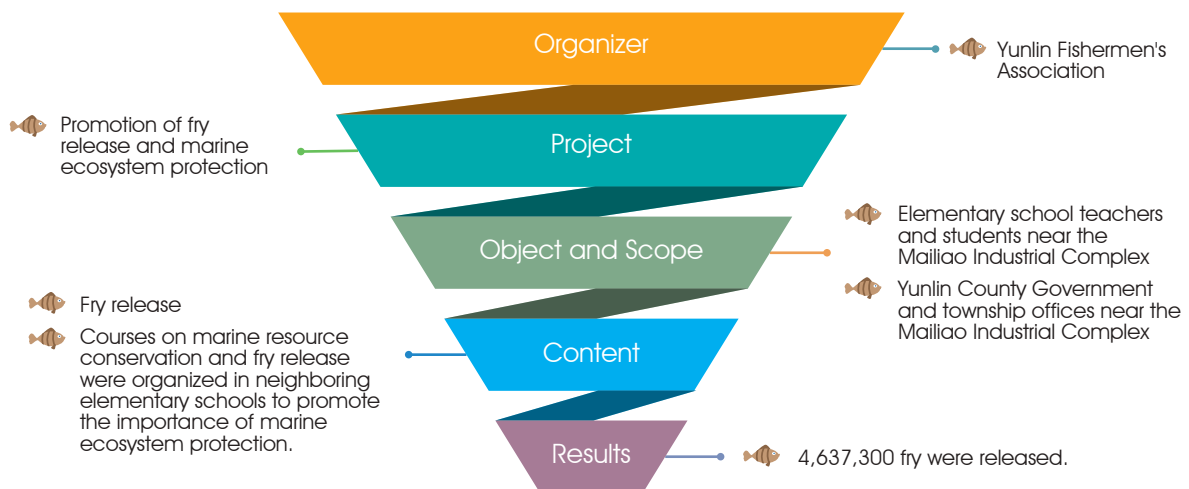 Organizer
Yunlin Fishermen's
Association
Promotion of fry
release and marine
ecosystem protection
Project
Object and Scope
Elementary school teachers
and students near the
Mailiao Industrial Complex
Yunlin County Government
and township offices near the
Mailiao Industrial Complex
Fry release
Courses on marine resource
conservation and fry release
were organized in neighboring
elementary schools to promote
the importance of marine
ecosystem protection.
Content
Results
4,637,300 fry were released.